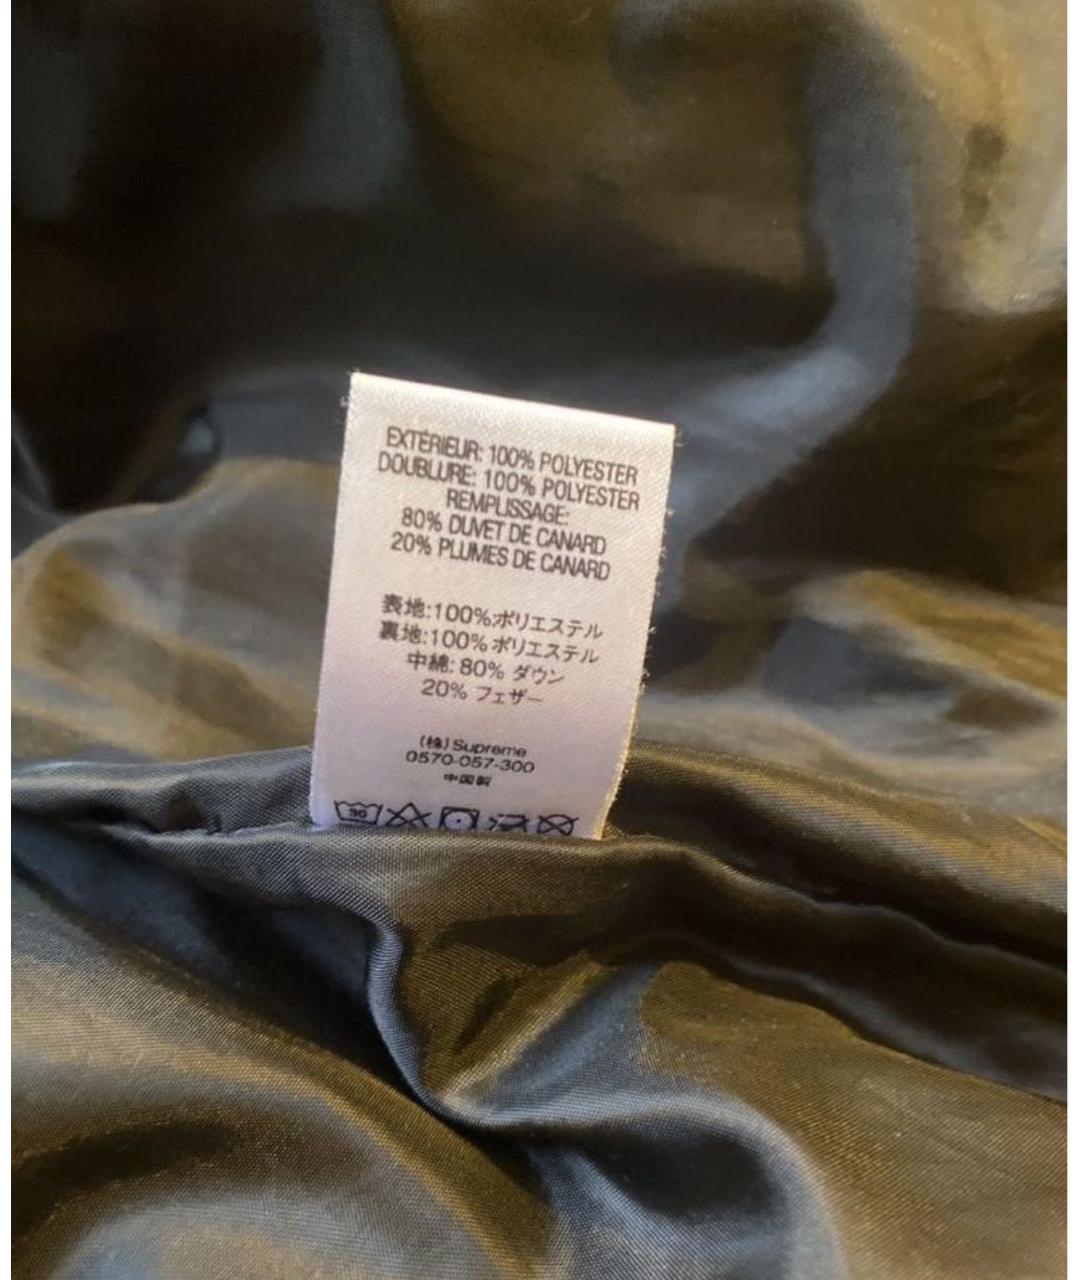 EXTÉRIEUR: 100% POLYESTER
DOUBLURE: 100% POLYESTER
REMPLISSAGE:
80% DUVET DE CANARD
20% PLUMES DE CANARD
表地:100%ポリエステル
裏地:100%ポリエステル
中綿: 80% ダウン
20% フェザー
(株) Supreme
0570-057-300
中国製
30